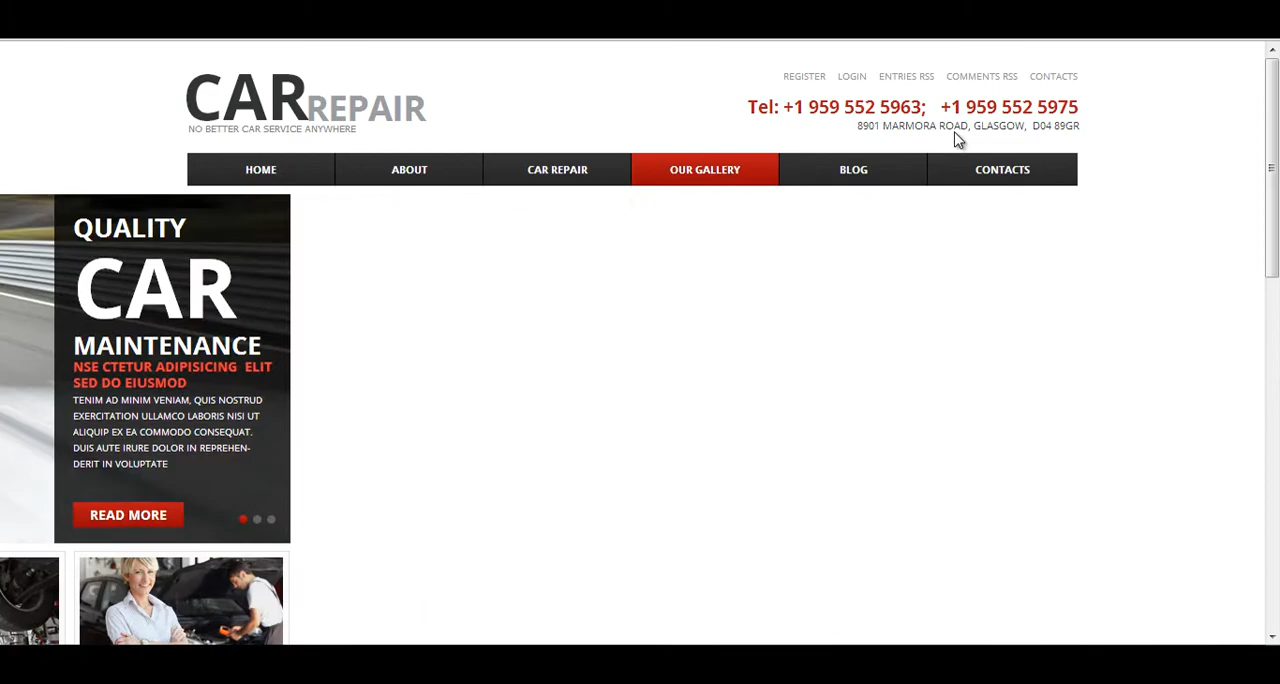 CAR REPAIR
NO BETTER CAR SERVICE ANYWHERE
REGISTER LOGIN ENTRIES RSS COMMENTS RSS CONTACTS
Tel: +1 959 552 5963; +1 959 552 5975
8901 MARMORA ROAD, GLASGOW, D04 89GR
HOME ABOUT CAR REPAIR OUR GALLERY BLOG CONTACTS
QUALITY
CAR
MAINTENANCE
NSE CTETUR ADIPISICING ELIT
SED DO EIUSMOD
TENIM AD MINIM VENIAM, QUIS NOSTRUD
EXERCITATION ULLAMCO LABORIS NISI UT
ALIQUIP EX EA COMMODO CONSEQUAT.
DUIS AUTE IRURE DOLOR IN REPREHEN-
DERIT IN VOLUPTATE
READ MORE